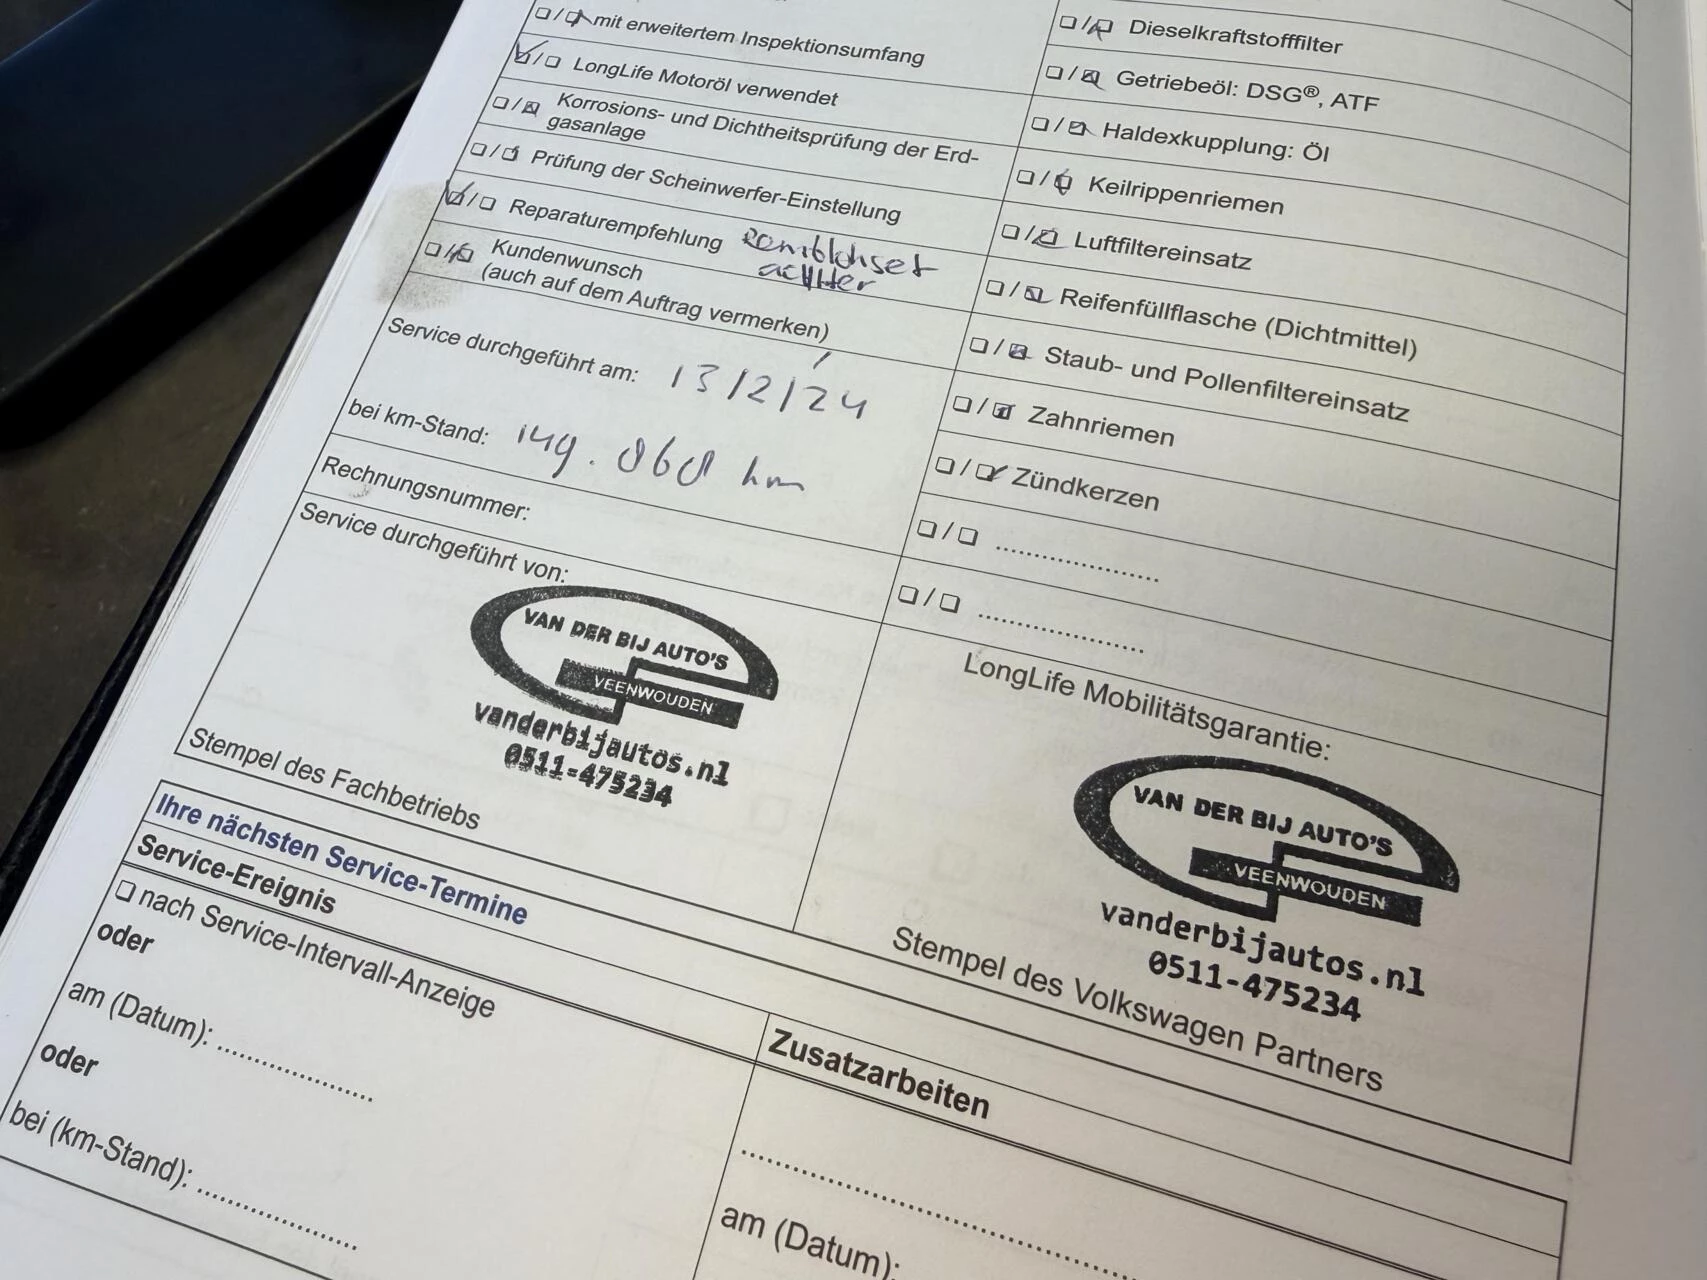 mit erweitertem Inspektionsumfang
LongLife Motoröl verwendet
Korrosions- und Dichtheitsprüfung der Erd-
gasanlage
Prüfung der Scheinwerfer-Einstellung
Reparaturempfehlung
achter
Kundenwunsch
(auch auf dem Auftrag vermerken)
Service durchgeführt am: 13/2/24
bei km-Stand: 149.060 km
Rechnungsnummer:
Service durchgeführt von:
VAN DER BIJ AUTO'S
VEENWOUDEN
vanderbijautos.nl
0511-475234
Stempel des Fachbetriebs
Dieselkraftstofffilter
Getriebeöl: DSG®, ATF
Haldexkupplung: Öl
Keilrippenriemen
Luftfiltereinsatz
Reifenfüllflasche (Dichtmittel)
Staub- und Pollenfiltereinsatz
Zahnriemen
Zündkerzen
LongLife Mobilitätsgarantie:
VAN DER BIJ AUTO'S
VEENWOUDEN
vanderbijautos.nl
0511-475234
Stempel des Volkswagen Partners
Ihre nächsten Service-Termine
Service-Ereignis
nach Service-Intervall-Anzeige
oder
am (Datum):
oder
bei (km-Stand):
Zusatzarbeiten
am (Datum):